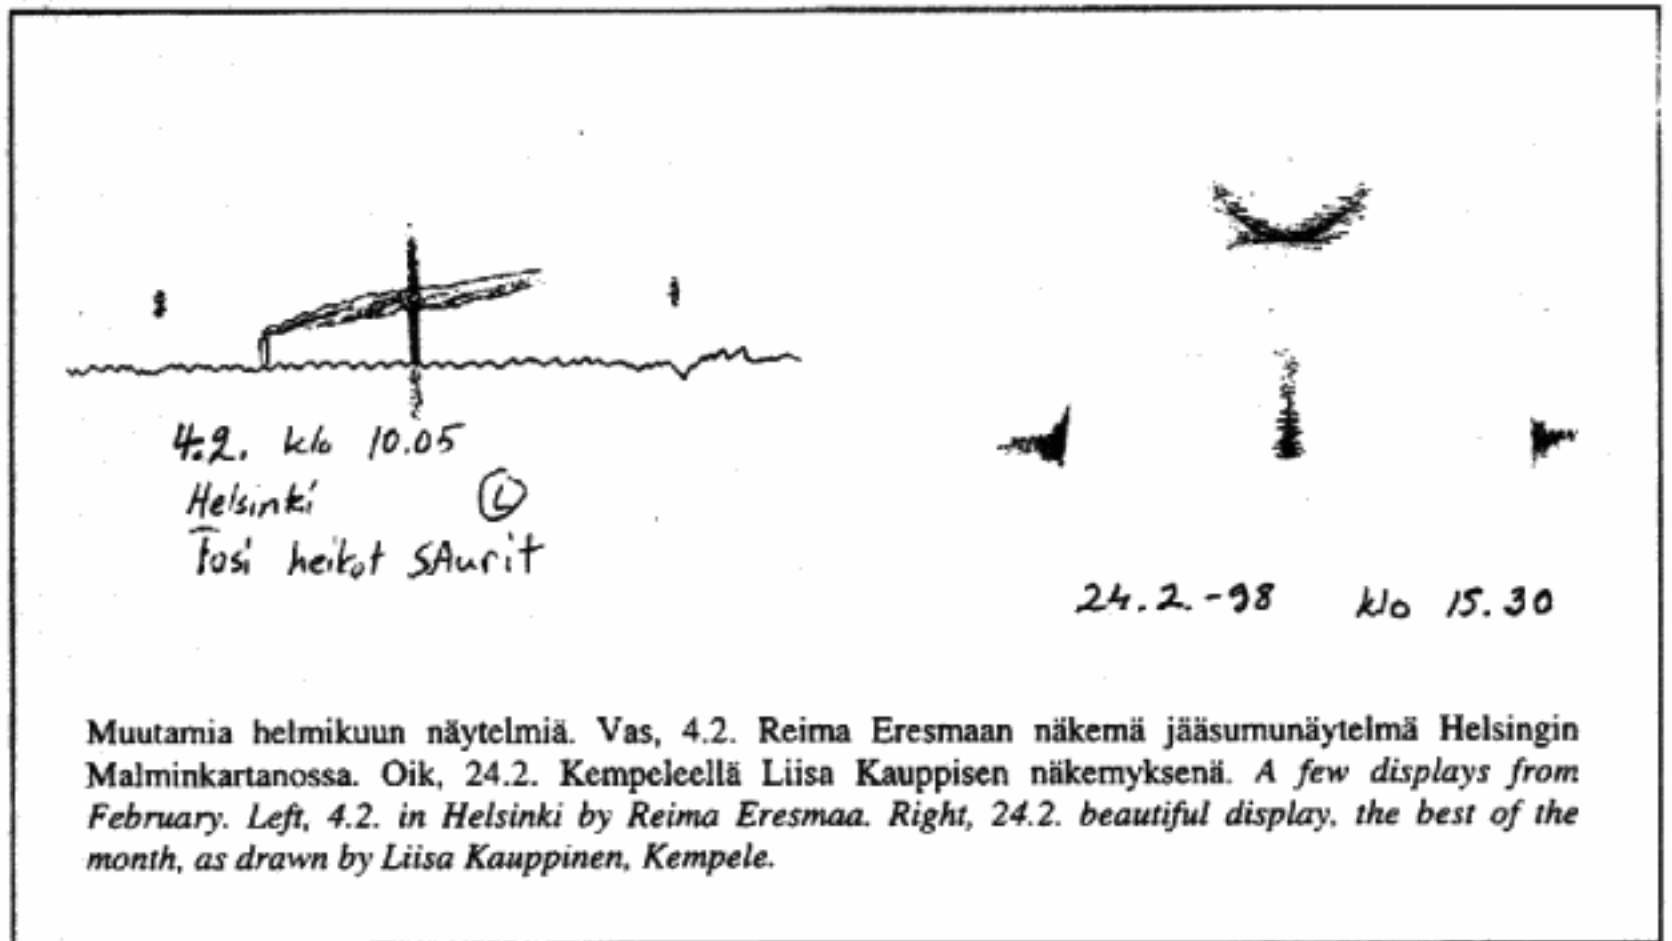 4.2. klo 10.05
Helsinki Ⓛ
Tosi heikot SAurit
24.2.-98 klo 15.30
Muutamia helmikuun näytelmiä. Vas, 4.2. Reima Eresmaan näkemä jääsumunäytelmä Helsingin
Malminkartanossa. Oik, 24.2. Kempeleellä Liisa Kauppisen näkemyksenä. A few displays from
February. Left, 4.2. in Helsinki by Reima Eresmaa. Right, 24.2. beautiful display, the best of the
month, as drawn by Liisa Kauppinen, Kempele.